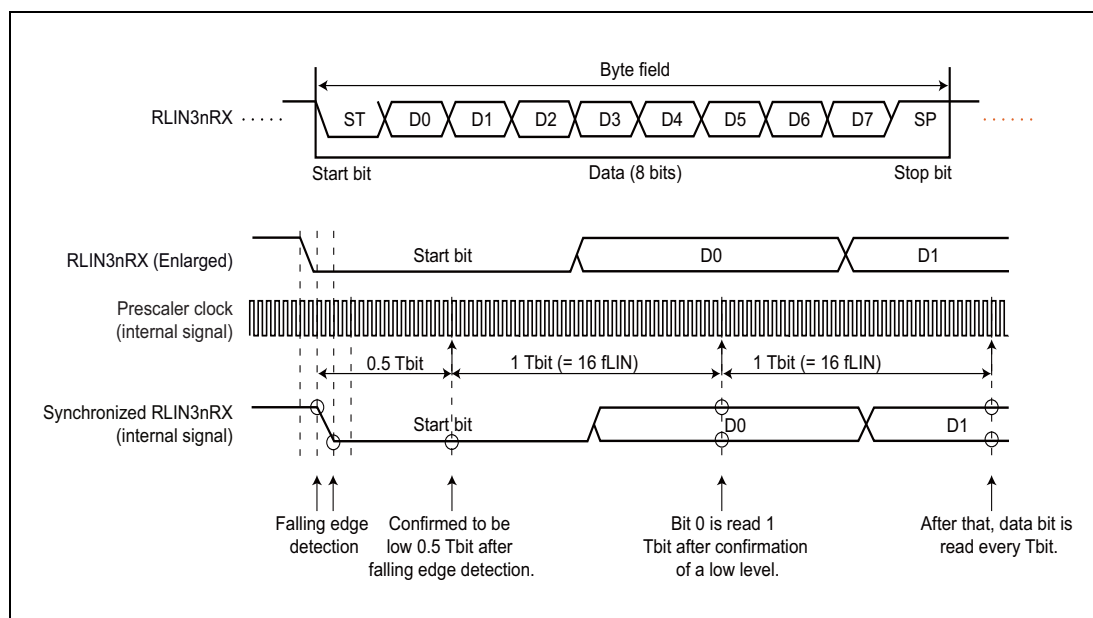 Byte field
RLIN3nRX
ST D0 D1 D2 D3 D4 D5 D6 D7 SP
Start bit Data (8 bits) Stop bit
RLIN3nRX (Enlarged)
Start bit D0 D1
Prescaler clock
(internal signal)
0.5 Tbit 1 Tbit (= 16 fLIN) 1 Tbit (= 16 fLIN)
Synchronized RLIN3nRX
(internal signal)
Start bit D0 D1
Falling edge
detection
Confirmed to be
low 0.5 Tbit after
falling edge detection.
Bit 0 is read 1
Tbit after confirmation
of a low level.
After that, data bit is
read every Tbit.